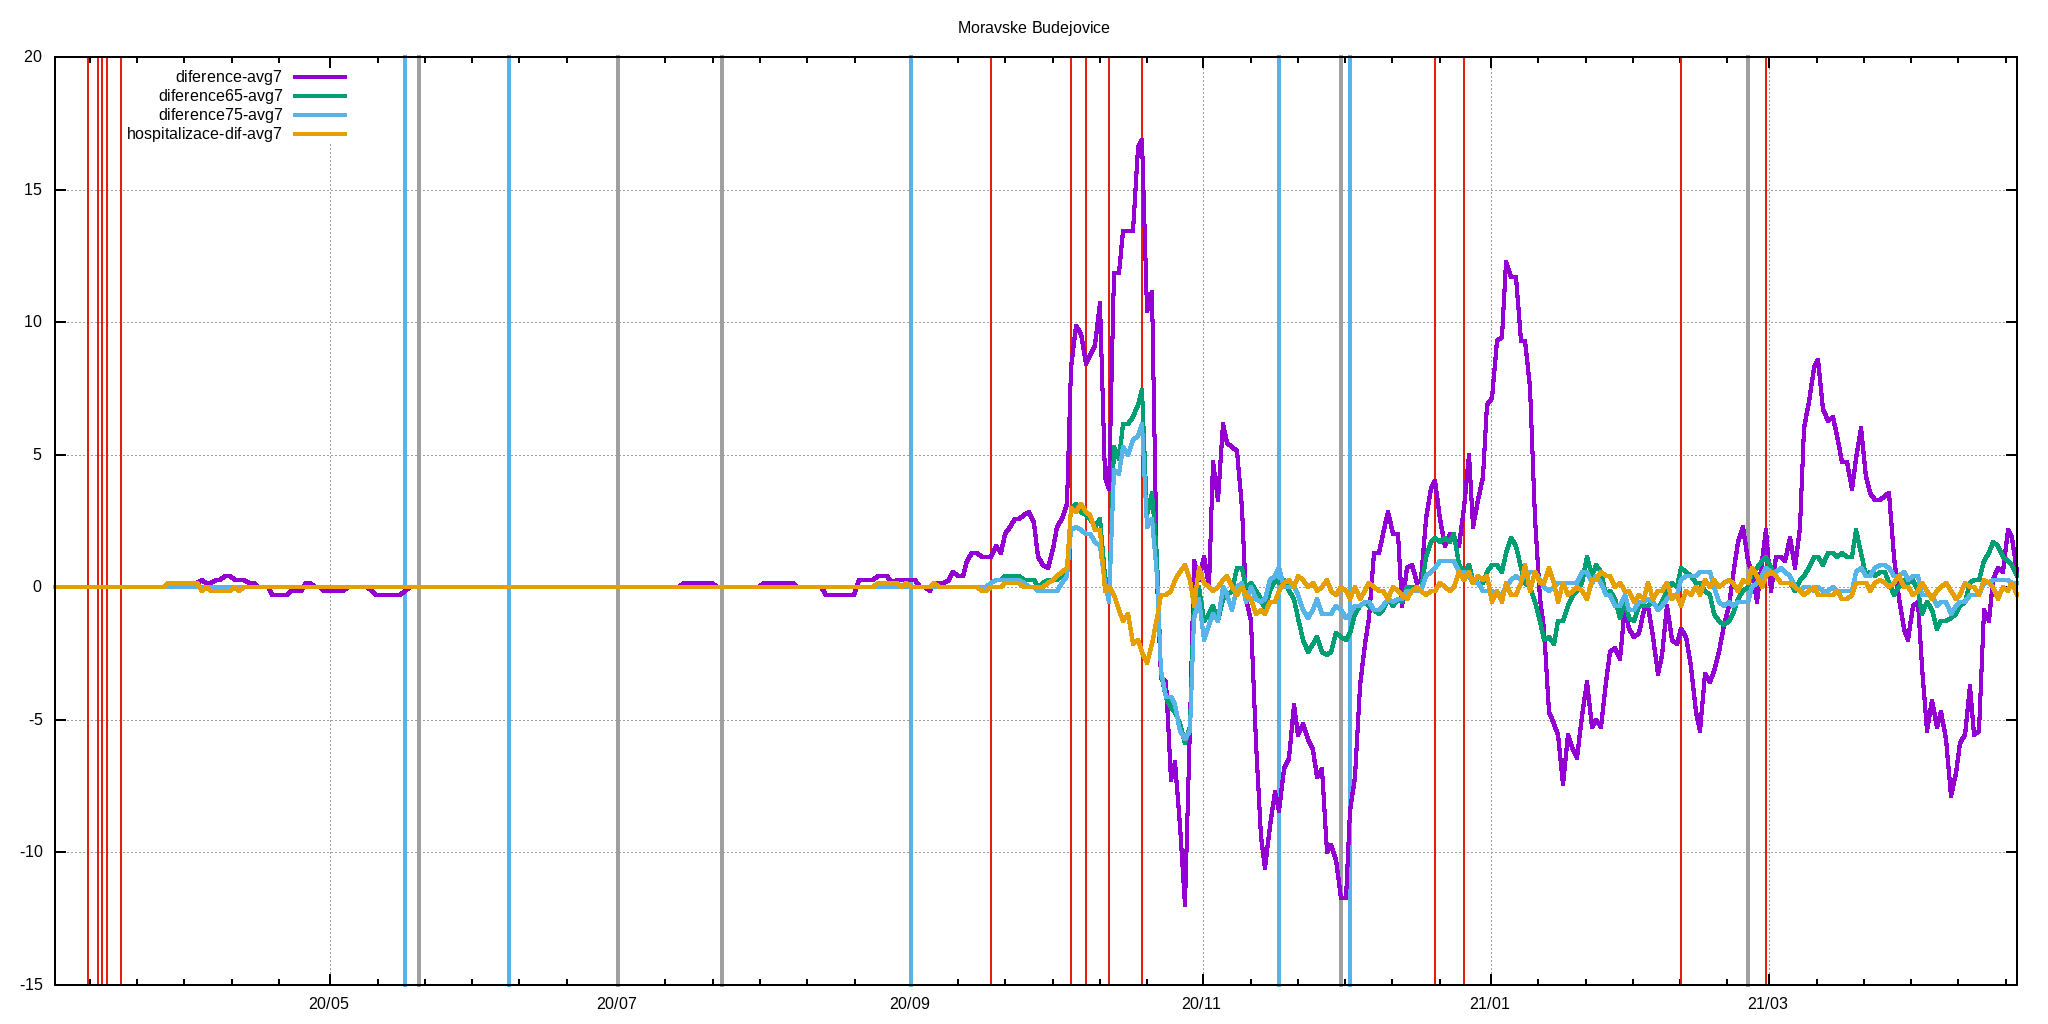 Moravske Budejovice
20
15
10
5
0
-5
-10
-15
diference-avg7
diference65-avg7
diference75-avg7
hospitalizace-dif-avg7
20/05
20/07
20/09
20/11
21/01
21/03